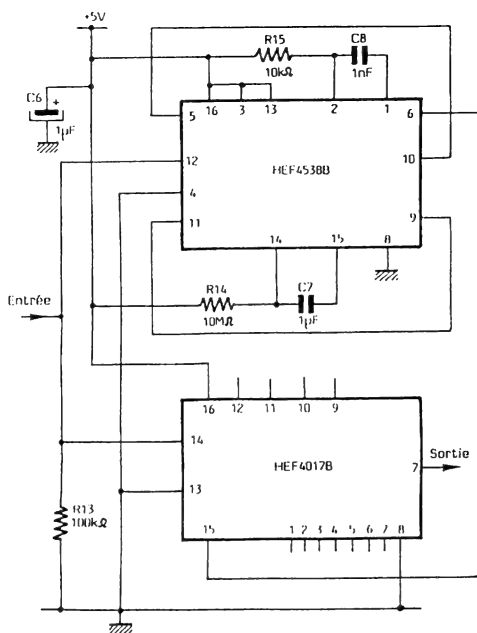 +5V
R15
10kΩ
C8
1nF
C6
+
1µF
16 3 13 2 1
5 6
12 10
HEF4538B
4
11 9
14 15 8
R14
10MΩ
C7
1µF
Entrée
16 12 11 10 9
14
HEF4017B
7
Sortie
13
R13
100kΩ
15 1 2 3 4 5 6 7 8